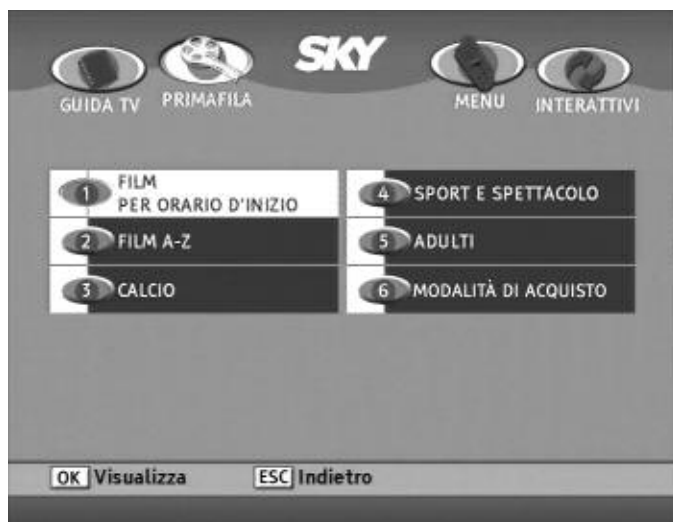 SKY
GUIDA TV
PRIMAFILA
MENU
INTERATTIVI
1 FILM
PER ORARIO D'INIZIO
2 FILM A-Z
3 CALCIO
4 SPORT E SPETTACOLO
5 ADULTI
6 MODALITÀ DI ACQUISTO
OK Visualizza
ESC Indietro